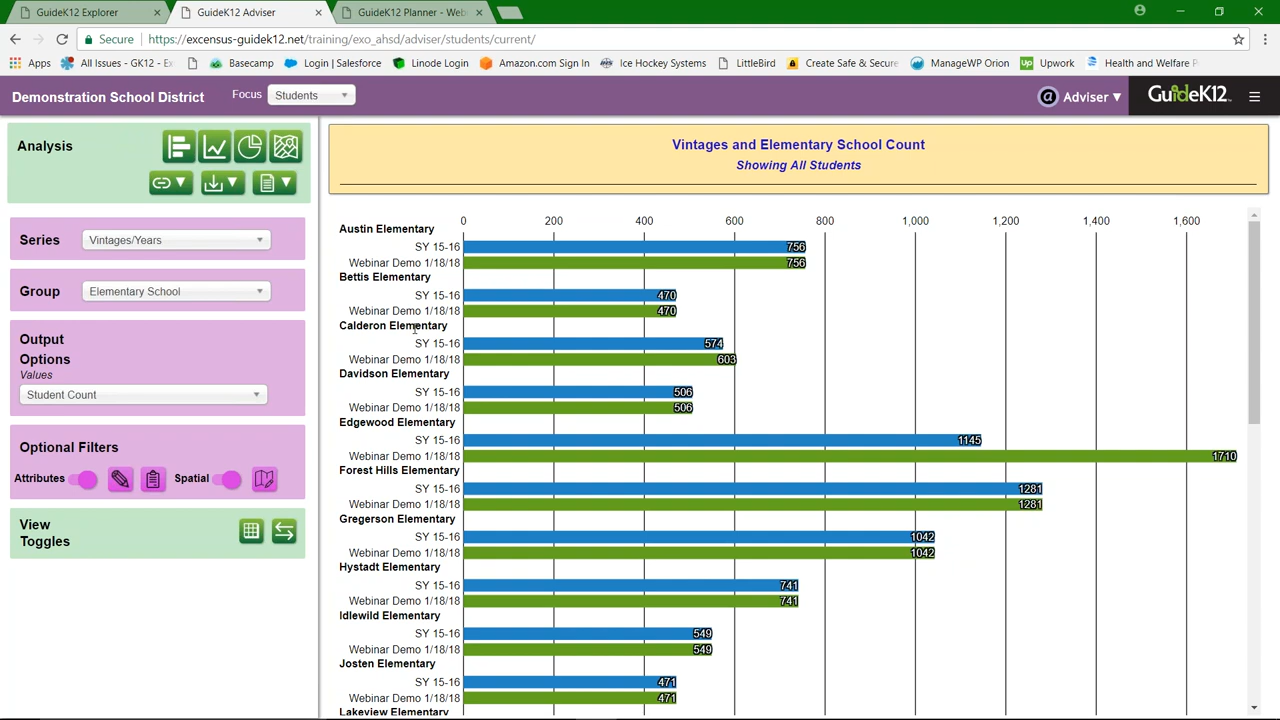 GuideK12 Explorer
GuideK12 Adviser
GuideK12 Planner - Web
Secure
https://excensus-guidek12.net/training/exo_ahsd/adviser/students/current/
Apps
All Issues - GK12 - Ex
Basecamp
Login | Salesforce
Linode Login
Amazon.com Sign In
Ice Hockey Systems
LittleBird
Create Safe & Secure
ManageWP Orion
Upwork
Health and Welfare P
Demonstration School District
Focus
Students
Adviser
GuideK12
Analysis
Series
Vintages/Years
Group
Elementary School
Output
Options
Values
Student Count
Optional Filters
Attributes
Spatial
View
Toggles
Vintages and Elementary School Count
Showing All Students
0 200 400 600 800 1,000 1,200 1,400 1,600
Austin Elementary
SY 15-16 756
Webinar Demo 1/18/18 756
Bettis Elementary
SY 15-16 470
Webinar Demo 1/18/18 470
Calderon Elementary
SY 15-16 574
Webinar Demo 1/18/18 603
Davidson Elementary
SY 15-16 506
Webinar Demo 1/18/18 506
Edgewood Elementary
SY 15-16 1145
Webinar Demo 1/18/18 1710
Forest Hills Elementary
SY 15-16 1281
Webinar Demo 1/18/18 1281
Gregerson Elementary
SY 15-16 1042
Webinar Demo 1/18/18 1042
Hystadt Elementary
SY 15-16 741
Webinar Demo 1/18/18 741
Idlewild Elementary
SY 15-16 549
Webinar Demo 1/18/18 549
Josten Elementary
SY 15-16 471
Webinar Demo 1/18/18 471
Lakeview Elementary